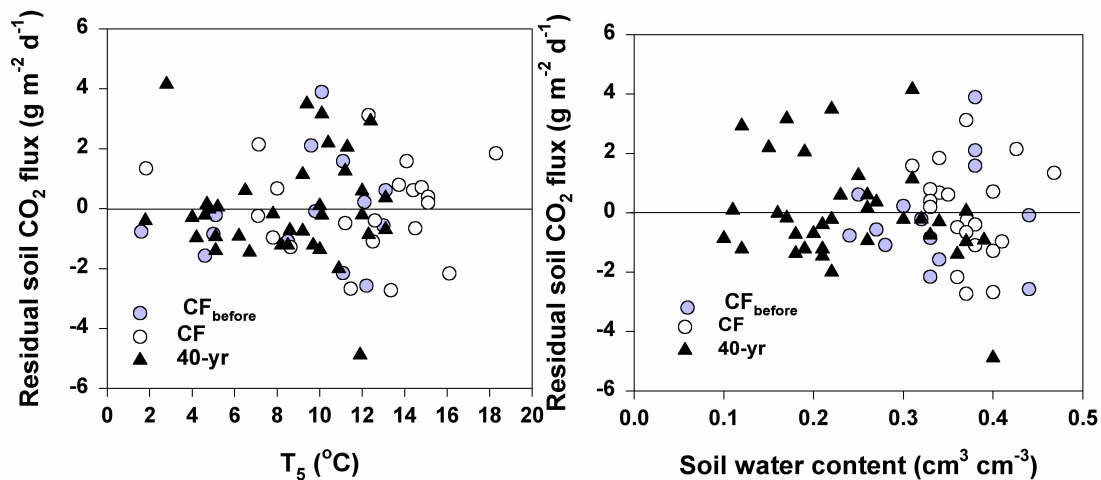 Residual soil CO2 flux (g m-2 d-1)
6
4
2
0
-2
-4
-6
CFbefore
CF
40-yr
0 2 4 6 8 10 12 14 16 18 20
T5 (oC)
Residual soil CO2 flux (g m-2 d-1)
6
4
2
0
-2
-4
-6
CFbefore
CF
40-yr
0.0 0.1 0.2 0.3 0.4 0.5
Soil water content (cm3 cm-3)